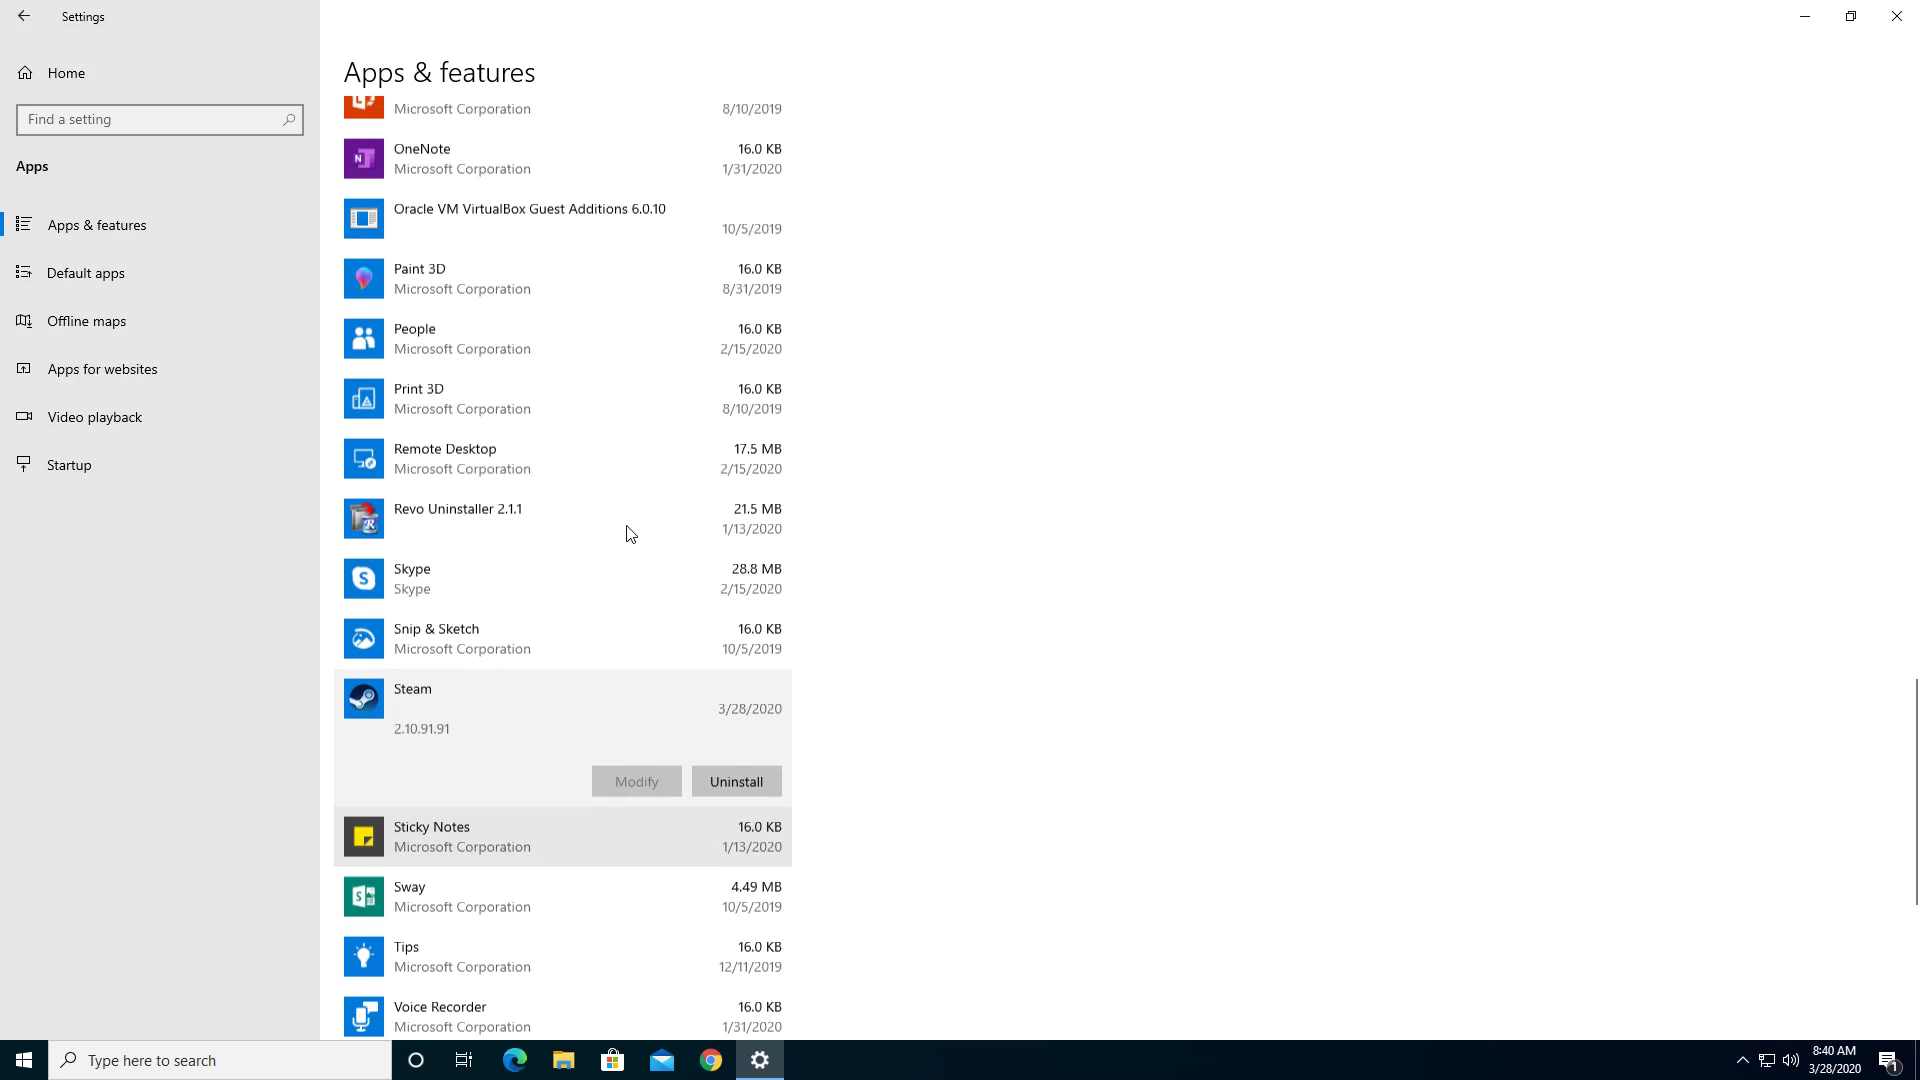 Settings
Home
Find a setting
Apps
Apps & features
Default apps
Offline maps
Apps for websites
Video playback
Startup
Apps & features
Microsoft Corporation 8/10/2019
OneNote 16.0 KB
Microsoft Corporation 1/31/2020
Oracle VM VirtualBox Guest Additions 6.0.10
10/5/2019
Paint 3D 16.0 KB
Microsoft Corporation 8/31/2019
People 16.0 KB
Microsoft Corporation 2/15/2020
Print 3D 16.0 KB
Microsoft Corporation 8/10/2019
Remote Desktop 17.5 MB
Microsoft Corporation 2/15/2020
Revo Uninstaller 2.1.1 21.5 MB
1/13/2020
Skype 28.8 MB
Skype 2/15/2020
Snip & Sketch 16.0 KB
Microsoft Corporation 10/5/2019
Steam
3/28/2020
2.10.91.91
Modify Uninstall
Sticky Notes 16.0 KB
Microsoft Corporation 1/13/2020
Sway 4.49 MB
Microsoft Corporation 10/5/2019
Tips 16.0 KB
Microsoft Corporation 12/11/2019
Voice Recorder 16.0 KB
Microsoft Corporation 1/31/2020
Type here to search
8:40 AM
3/28/2020
1